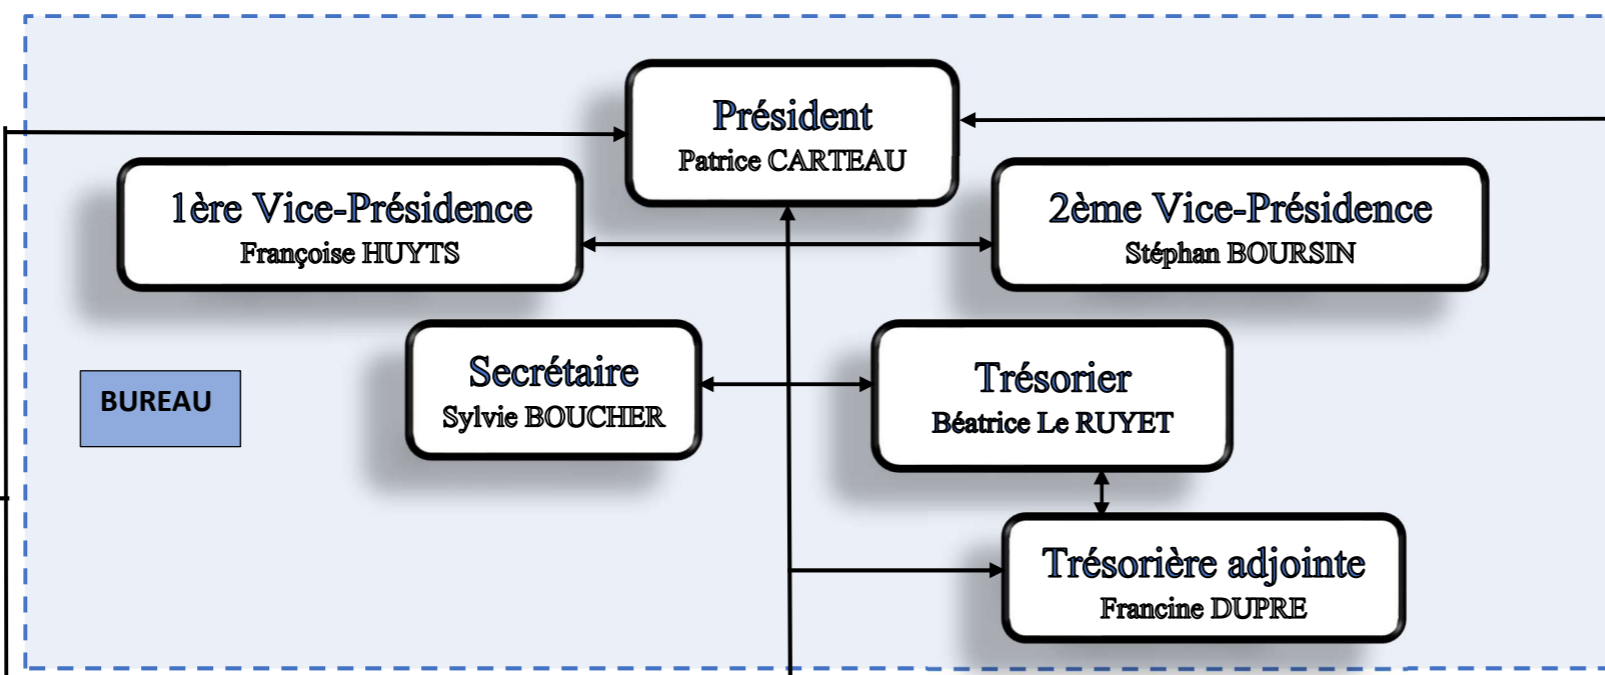 Président
Patrice CARTEAU
1ère Vice-Présidence
Françoise HUYTS
2ème Vice-Présidence
Stéphan BOURSIN
Secrétaire
Sylvie BOUCHER
Trésorier
Béatrice Le RUYET
BUREAU
Trésorière adjointe
Francine DUPRE